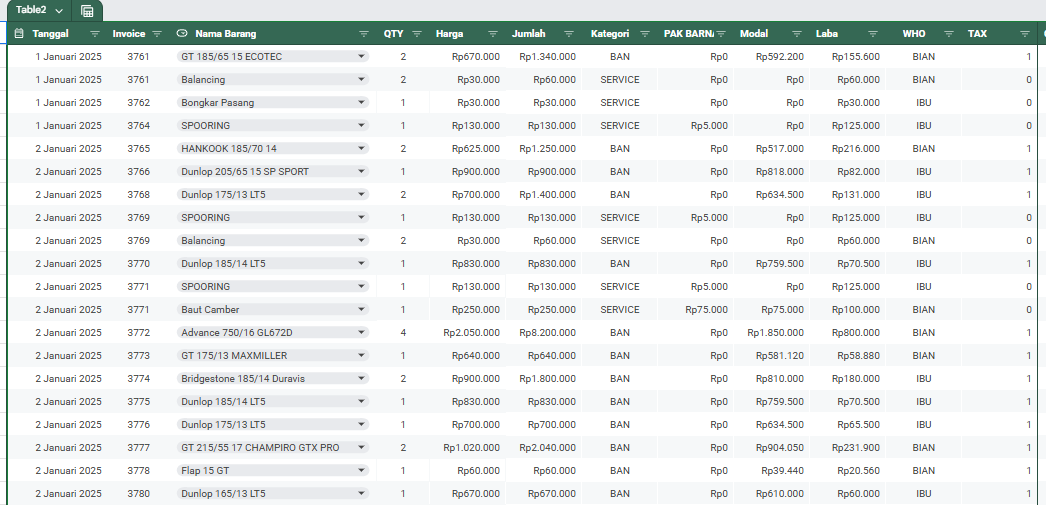 Table2
Tanggal Invoice Nama Barang QTY Harga Jumlah Kategori PAK BARNA Modal Laba WHO TAX
1 Januari 2025 3761 GT 185/65 15 ECOTEC 2 Rp670.000 Rp1.340.000 BAN Rp0 Rp592.200 Rp155.600 BIAN 1
1 Januari 2025 3761 Balancing 2 Rp30.000 Rp60.000 SERVICE Rp0 Rp0 Rp60.000 BIAN 0
1 Januari 2025 3762 Bongkar Pasang 1 Rp30.000 Rp30.000 SERVICE Rp0 Rp0 Rp30.000 IBU 0
1 Januari 2025 3764 SPOORING 1 Rp130.000 Rp130.000 SERVICE Rp5.000 Rp0 Rp125.000 IBU 0
2 Januari 2025 3765 HANKOOK 185/70 14 2 Rp625.000 Rp1.250.000 BAN Rp0 Rp517.000 Rp216.000 BIAN 1
2 Januari 2025 3766 Dunlop 205/65 15 SP SPORT 1 Rp900.000 Rp900.000 BAN Rp0 Rp818.000 Rp82.000 IBU 1
2 Januari 2025 3768 Dunlop 175/13 LT5 2 Rp700.000 Rp1.400.000 BAN Rp0 Rp634.500 Rp131.000 IBU 1
2 Januari 2025 3769 SPOORING 1 Rp130.000 Rp130.000 SERVICE Rp5.000 Rp0 Rp125.000 IBU 0
2 Januari 2025 3769 Balancing 2 Rp30.000 Rp60.000 SERVICE Rp0 Rp0 Rp60.000 BIAN 0
2 Januari 2025 3770 Dunlop 185/14 LT5 1 Rp830.000 Rp830.000 BAN Rp0 Rp759.500 Rp70.500 IBU 1
2 Januari 2025 3771 SPOORING 1 Rp130.000 Rp130.000 SERVICE Rp5.000 Rp0 Rp125.000 IBU 0
2 Januari 2025 3771 Baut Camber 1 Rp250.000 Rp250.000 SERVICE Rp75.000 Rp75.000 Rp100.000 BIAN 0
2 Januari 2025 3772 Advance 750/16 GL672D 4 Rp2.050.000 Rp8.200.000 BAN Rp0 Rp1.850.000 Rp800.000 BIAN 1
2 Januari 2025 3773 GT 175/13 MAXMILLER 1 Rp640.000 Rp640.000 BAN Rp0 Rp581.120 Rp58.880 BIAN 1
2 Januari 2025 3774 Bridgestone 185/14 Duravis 2 Rp900.000 Rp1.800.000 BAN Rp0 Rp810.000 Rp180.000 IBU 1
2 Januari 2025 3775 Dunlop 185/14 LT5 1 Rp830.000 Rp830.000 BAN Rp0 Rp759.500 Rp70.500 IBU 1
2 Januari 2025 3776 Dunlop 175/13 LT5 1 Rp700.000 Rp700.000 BAN Rp0 Rp634.500 Rp65.500 IBU 1
2 Januari 2025 3777 GT 215/55 17 CHAMPIRO GTX PRO 2 Rp1.020.000 Rp2.040.000 BAN Rp0 Rp904.050 Rp231.900 BIAN 1
2 Januari 2025 3778 Flap 15 GT 1 Rp60.000 Rp60.000 BAN Rp0 Rp39.440 Rp20.560 BIAN 1
2 Januari 2025 3780 Dunlop 165/13 LT5 1 Rp670.000 Rp670.000 BAN Rp0 Rp610.000 Rp60.000 IBU 1